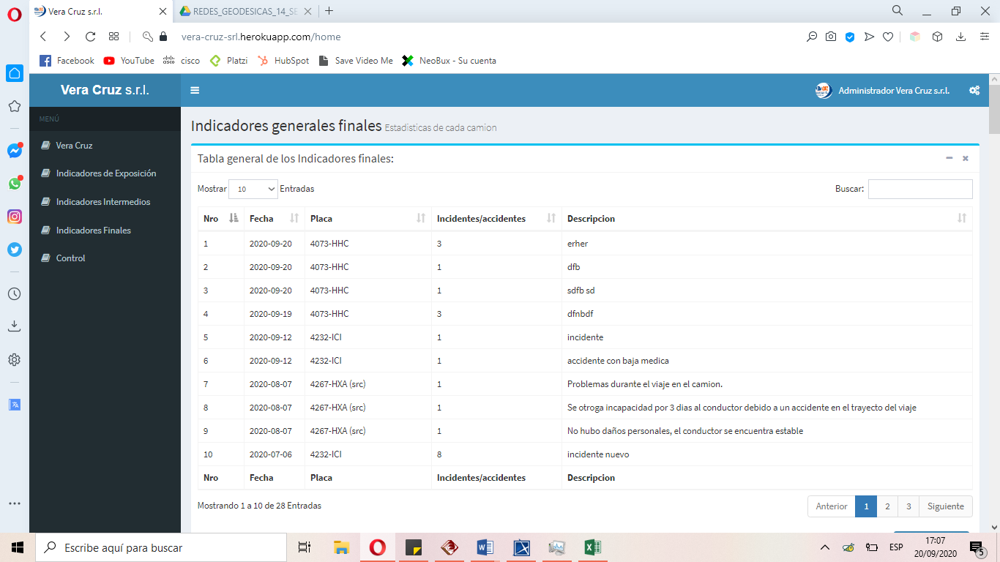 Vera Cruz s.r.l.
REDES_GEODESICAS_14_SE
vera-cruz-srl.herokuapp.com/home
Facebook YouTube cisco Platzi HubSpot Save Video Me NeoBux - Su cuenta
Vera Cruz s.r.l.
Administrador Vera Cruz s.r.l.
MENÚ
Vera Cruz
Indicadores de Exposición
Indicadores Intermedios
Indicadores Finales
Control
Indicadores generales finales Estadisticas de cada camion
Tabla general de los Indicadores finales:
Mostrar 10 Entradas
Buscar:
Nro Fecha Placa Incidentes/accidentes Descripcion
1 2020-09-20 4073-HHC 3 erher
2 2020-09-20 4073-HHC 1 dfb
3 2020-09-20 4073-HHC 1 sdfb sd
4 2020-09-19 4073-HHC 3 dfnbdf
5 2020-09-12 4232-ICI 1 incidente
6 2020-09-12 4232-ICI 1 accidente con baja medica
7 2020-08-07 4267-HXA (src) 1 Problemas durante el viaje en el camion.
8 2020-08-07 4267-HXA (src) 1 Se otroga incapacidad por 3 dias al conductor debido a un accidente en el trayecto del viaje
9 2020-08-07 4267-HXA (src) 1 No hubo daños personales, el conductor se encuentra estable
10 2020-07-06 4232-ICI 8 incidente nuevo
Nro Fecha Placa Incidentes/accidentes Descripcion
Mostrando 1 a 10 de 28 Entradas
Anterior 1 2 3 Siguiente
Escribe aquí para buscar
ESP
17:07
20/09/2020
5